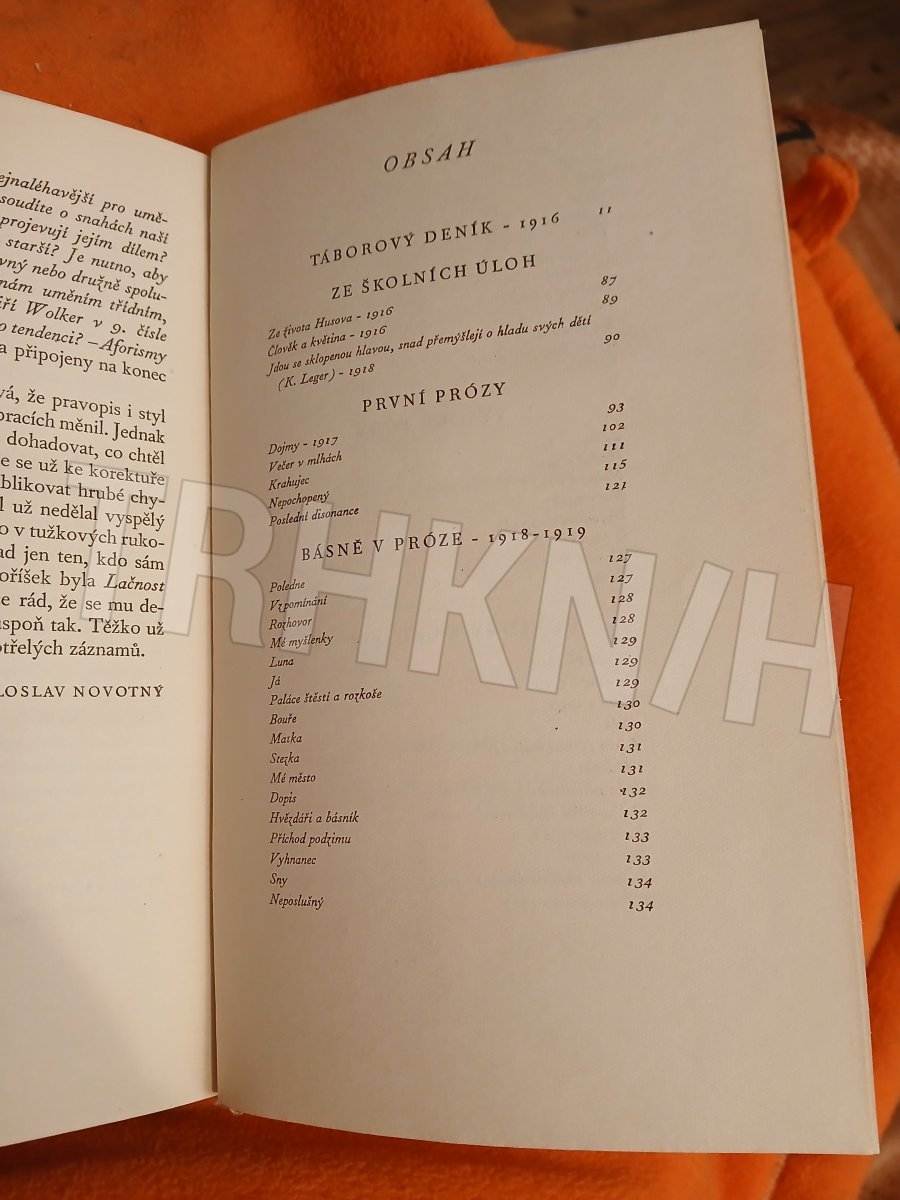 ejnaléhavější pro umě-
soudíte o snahách naší
projevují jejím dílem?
starší? Je nutno, aby
vný nebo družně spolu-
nám uměním třídním,
iří Wolker v 9. čísle
o tendenci? – Aforismy
a připojeny na konec
vá, že pravopis i styl
pracích měnil. Jednak
dohadovat, co chtěl
e se už ke korektuře
blikovat hrubé chy-
l už nedělal vyspělý
o v tužkových ruko-
ad jen ten, kdo sám
oříšek byla Lačnost
e rád, že se mu de-
uspoň tak. Těžko už
otřelých záznamů.
LOSLAV NOVOTNÝ
OBSAH
TÁBOROVÝ DENÍK - 1916 11
ZE ŠKOLNÍCH ÚLOH
Ze života Husova - 1916 87
Člověk a květina - 1916 89
Jdou se sklopenou hlavou, snad přemýšlejí o hladu svých dětí
(K. Leger) - 1918 90
PRVNÍ PRÓZY
Dojmy - 1917 93
Večer v mlhách 102
Krahujec 111
Nepochopený 115
Poslední disonance 121
BÁSNĚ V PRÓZE - 1918-1919
Poledne 127
Vzpomínání 127
Rozhovor 128
Mé myšlenky 128
Luna 129
Já 129
Paláce štěstí a rozkoše 129
Bouře 130
Matka 130
Stezka 131
Mé město 131
Dopis 132
Hvězdáři a básník 132
Příchod podzimu 133
Vyhnanec 133
Sny 134
Neposlušný 134
TRHKN/H